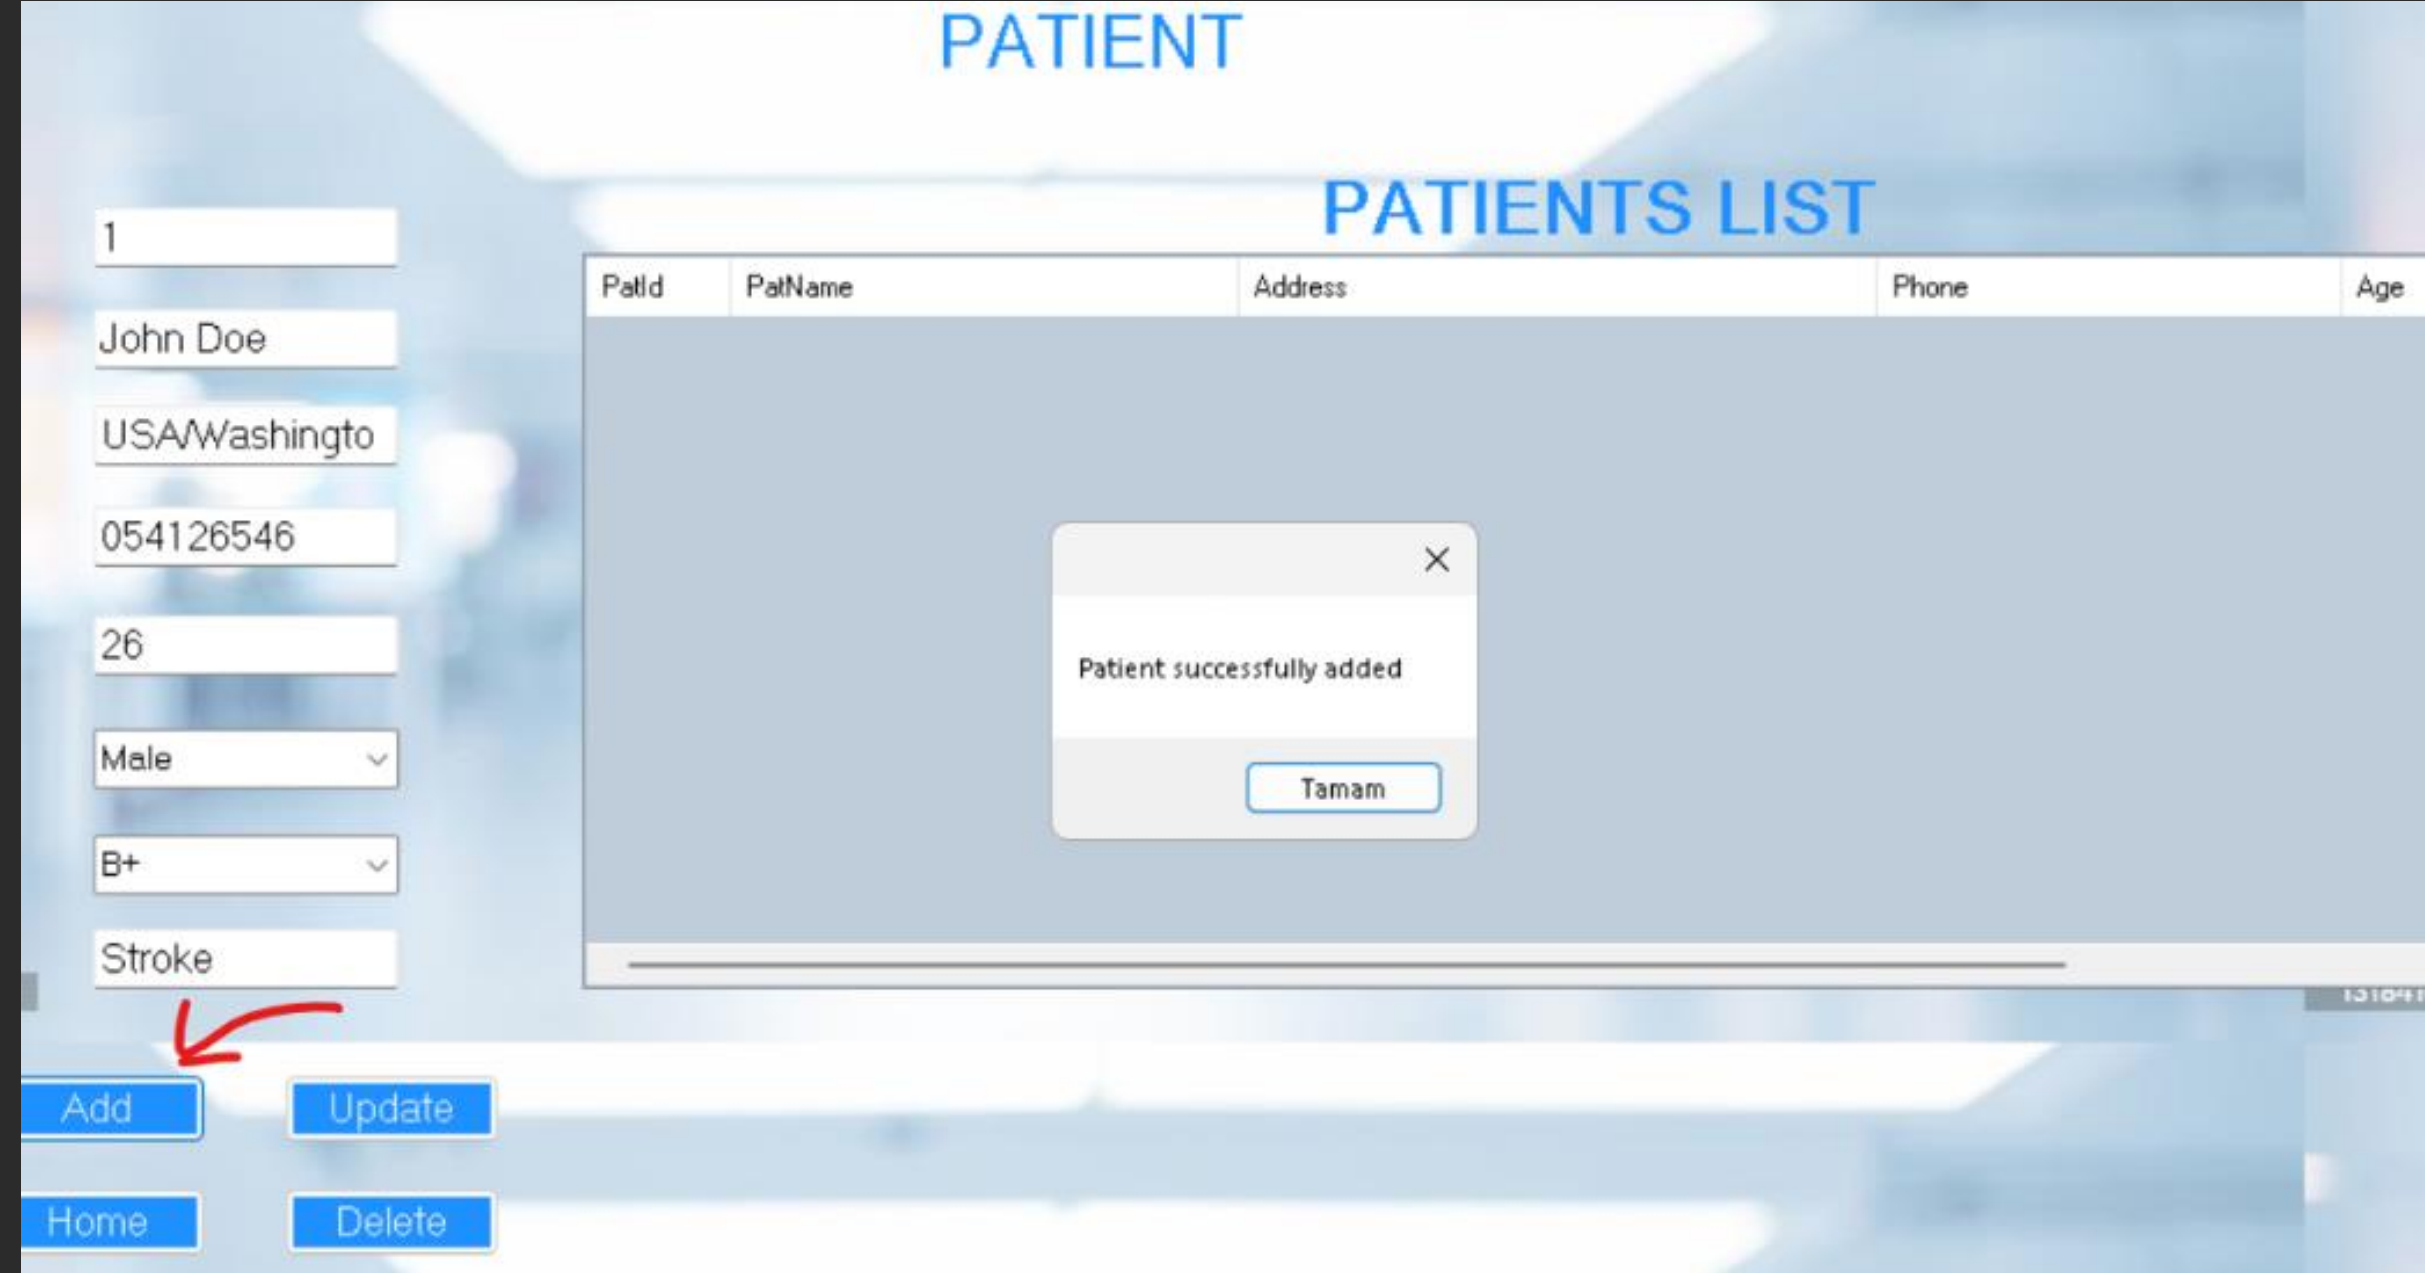 PATIENT
PATIENTS LIST
1
John Doe
USA/Washingto
054126546
26
Male
B+
Stroke
PatId PatName Address Phone Age
Patient successfully added
Tamam
Add Update
Home Delete